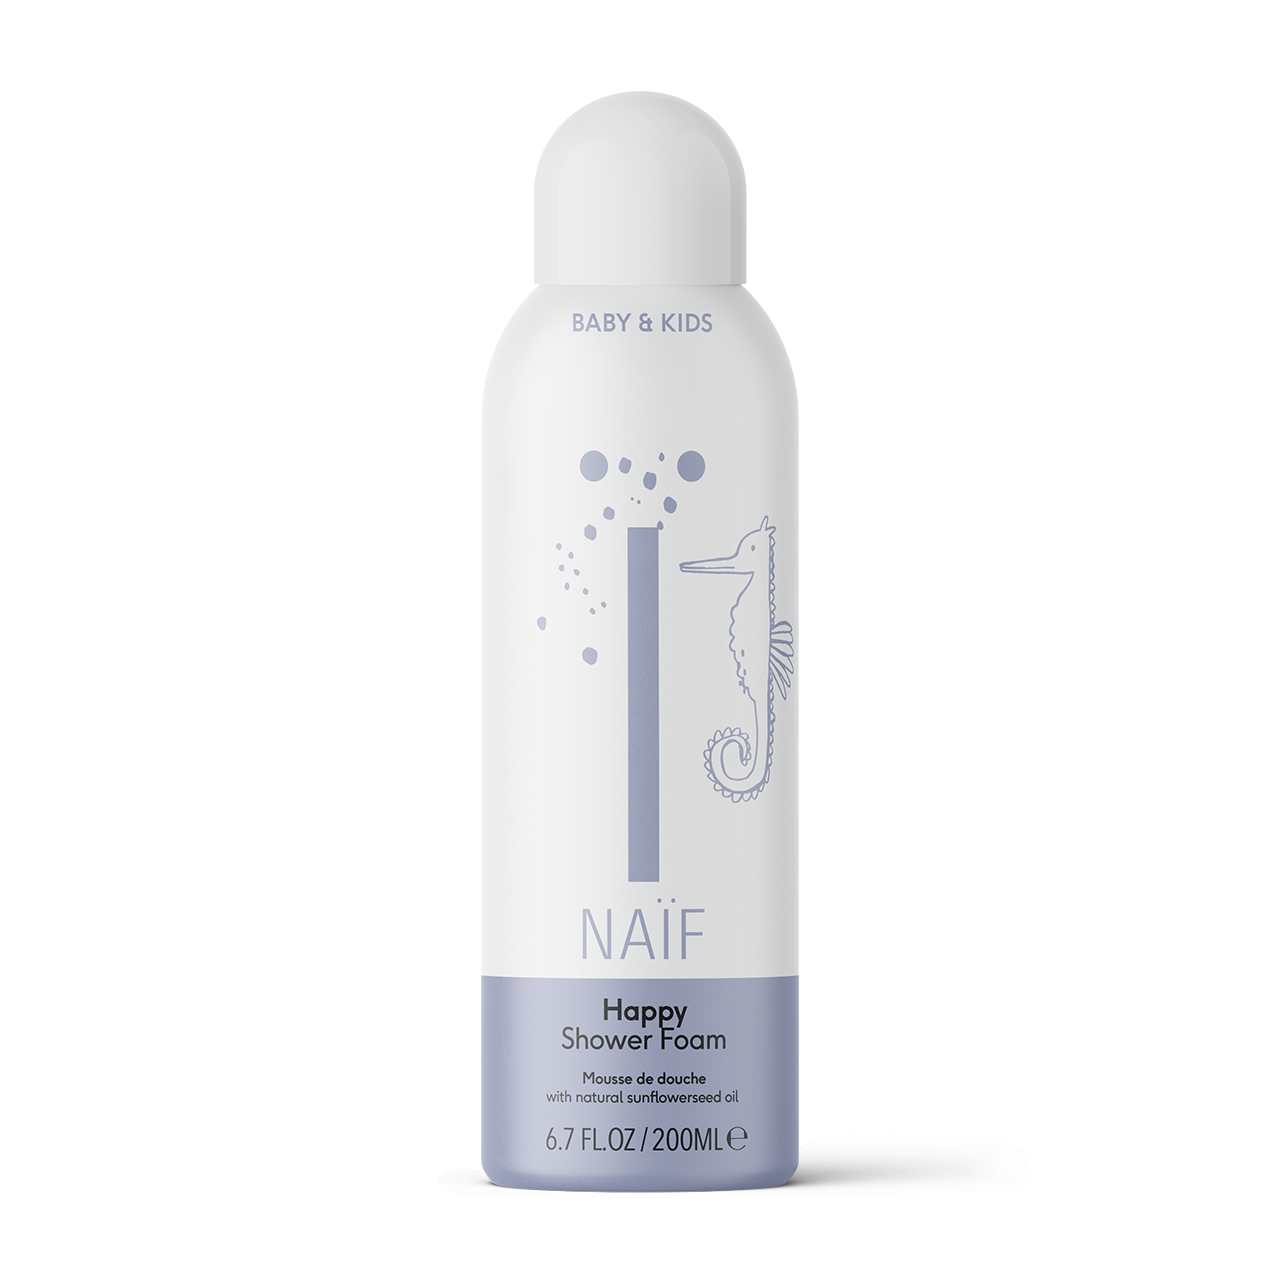 BABY & KIDS
NAÏF
Happy
Shower Foam
Mousse de douche
with natural sunflowerseed oil
6.7 FL.OZ / 200ML ℮